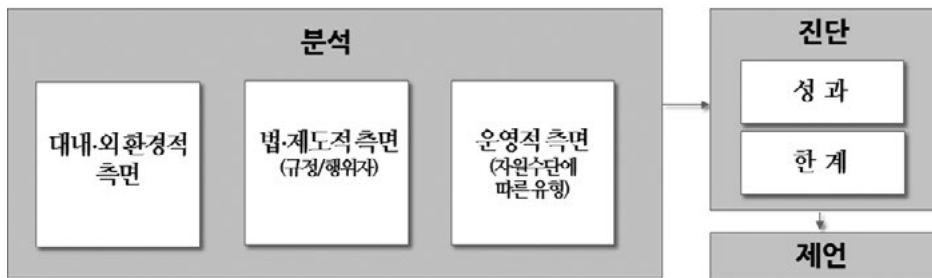 분석
대내·외 환경적
측면
법·제도적 측면
(규정/행위자)
운영적 측면
(자원수단에
따른 유형)
진단
성 과
한 계
제언